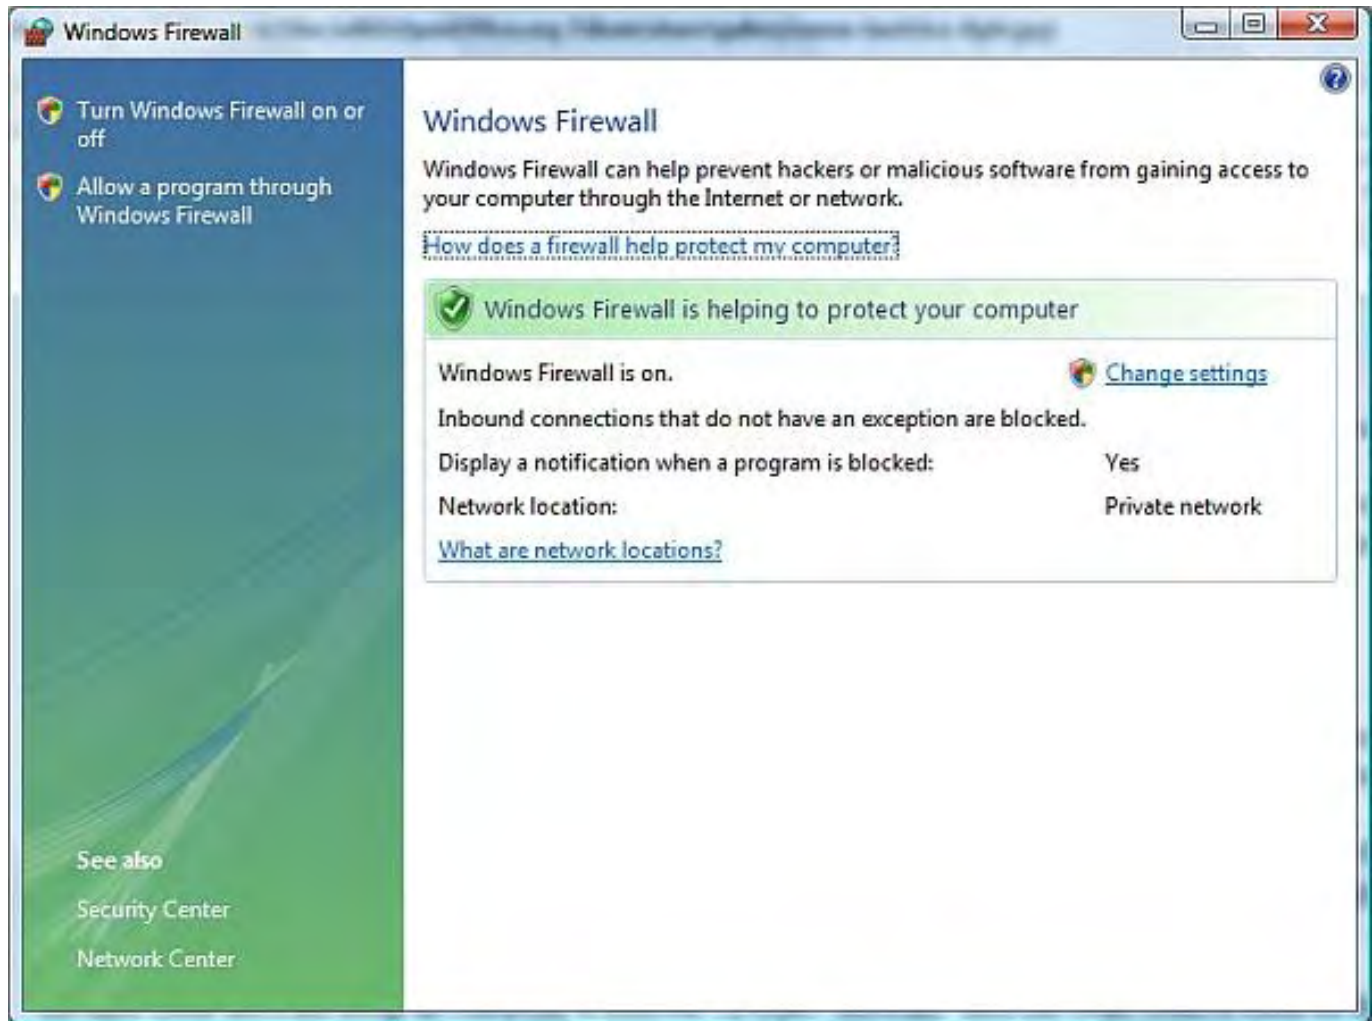 Windows Firewall
Turn Windows Firewall on or
off
Allow a program through
Windows Firewall
Windows Firewall
Windows Firewall can help prevent hackers or malicious software from gaining access to
your computer through the Internet or network.
How does a firewall help protect my computer?
Windows Firewall is helping to protect your computer
Windows Firewall is on.
Change settings
Inbound connections that do not have an exception are blocked.
Display a notification when a program is blocked: Yes
Network location: Private network
What are network locations?
See also
Security Center
Network Center